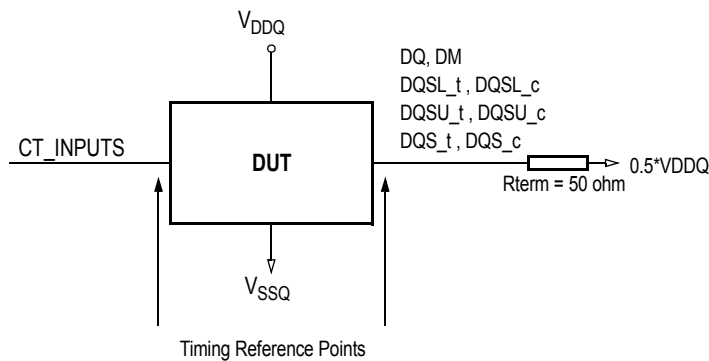 VDDQ
DQ, DM
DQSL_t , DQSL_c
DQSU_t , DQSU_c
DQS_t , DQS_c
CT_INPUTS
DUT
0.5*VDDQ
Rterm = 50 ohm
VSSQ
Timing Reference Points